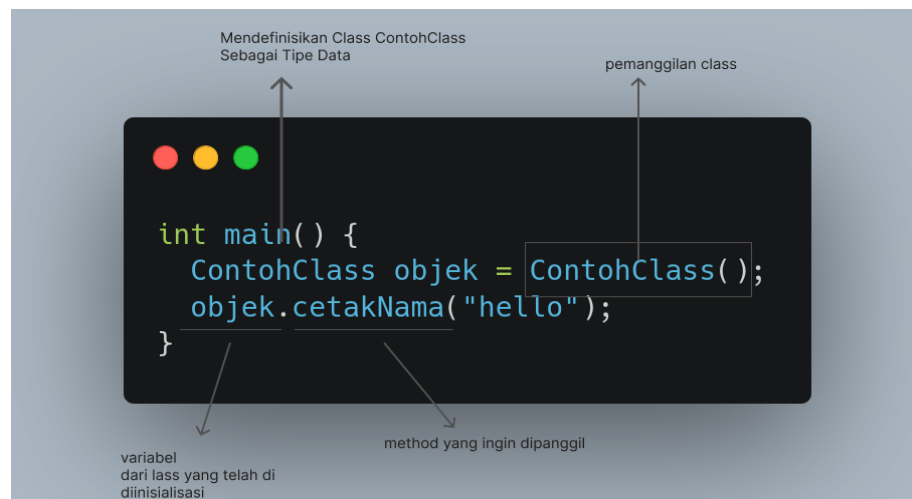 Mendefinisikan Class ContohClass
Sebagai Tipe Data
pemanggilan class
int main() {
  ContohClass objek = ContohClass();
  objek.cetakNama("hello");
}
method yang ingin dipanggil
variabel
dari lass yang telah di
diinisialisasi